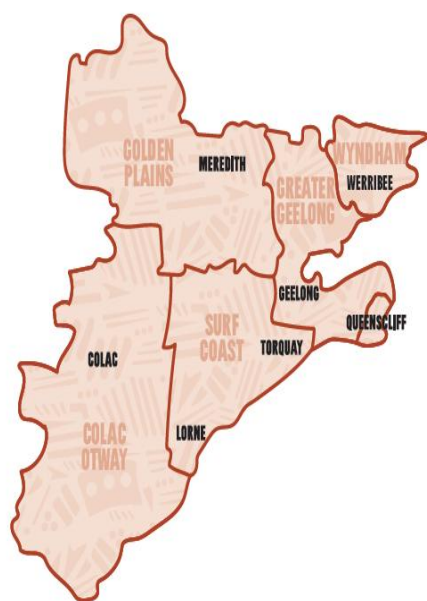 GOLDEN
PLAINS
MEREDITH
WYNDHAM
WERRIBEE
GREATER
GEELONG
GEELONG
QUEENSCLIFF
SURF
COAST
TORQUAY
COLAC
LORNE
COLAC
OTWAY